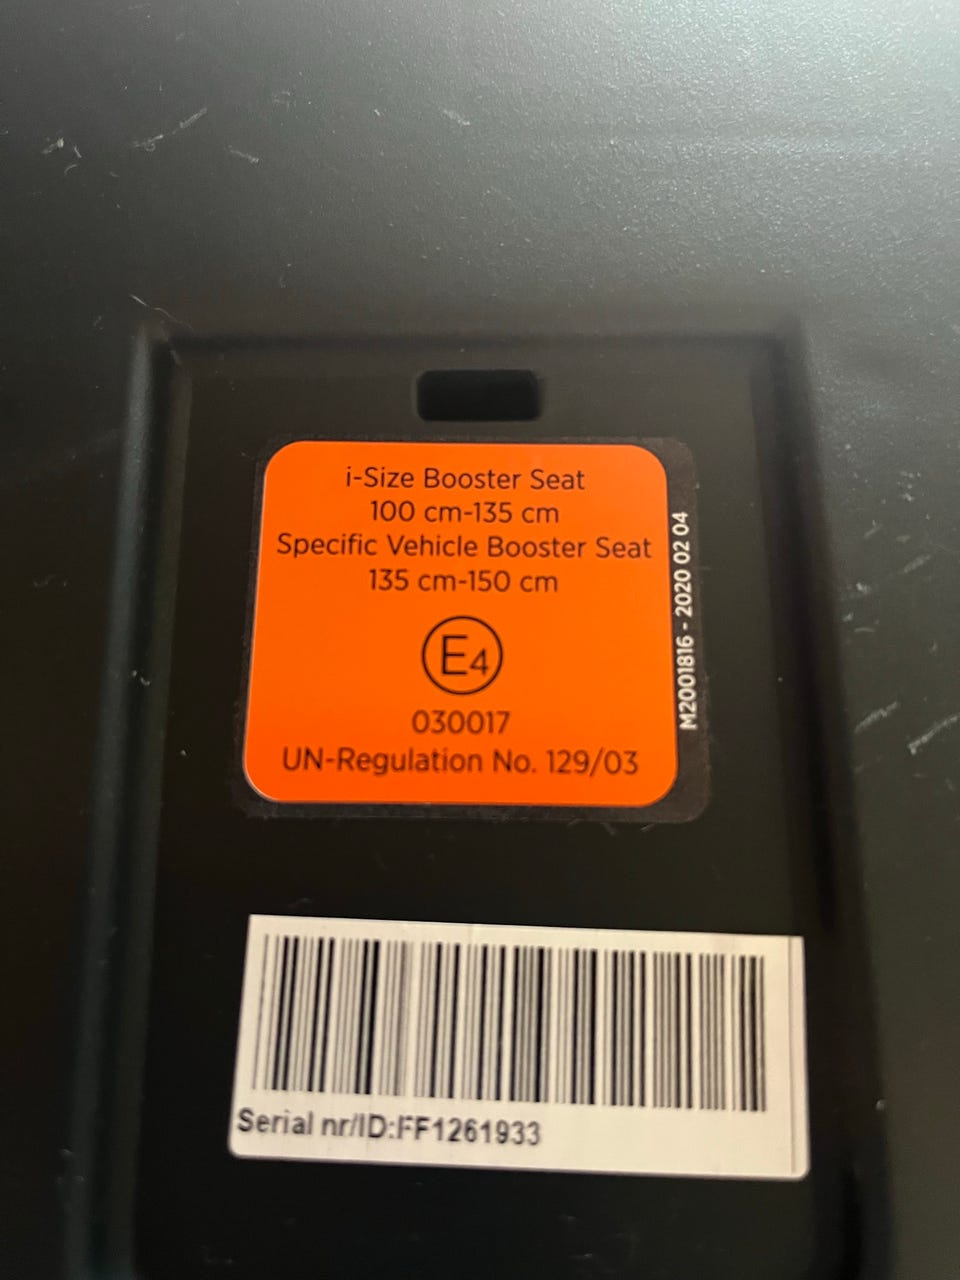 i-Size Booster Seat
100 cm-135 cm
Specific Vehicle Booster Seat
135 cm-150 cm
E4
030017
UN-Regulation No. 129/03
M2001816 - 2020 02 04
Serial nr/ID:FF1261933